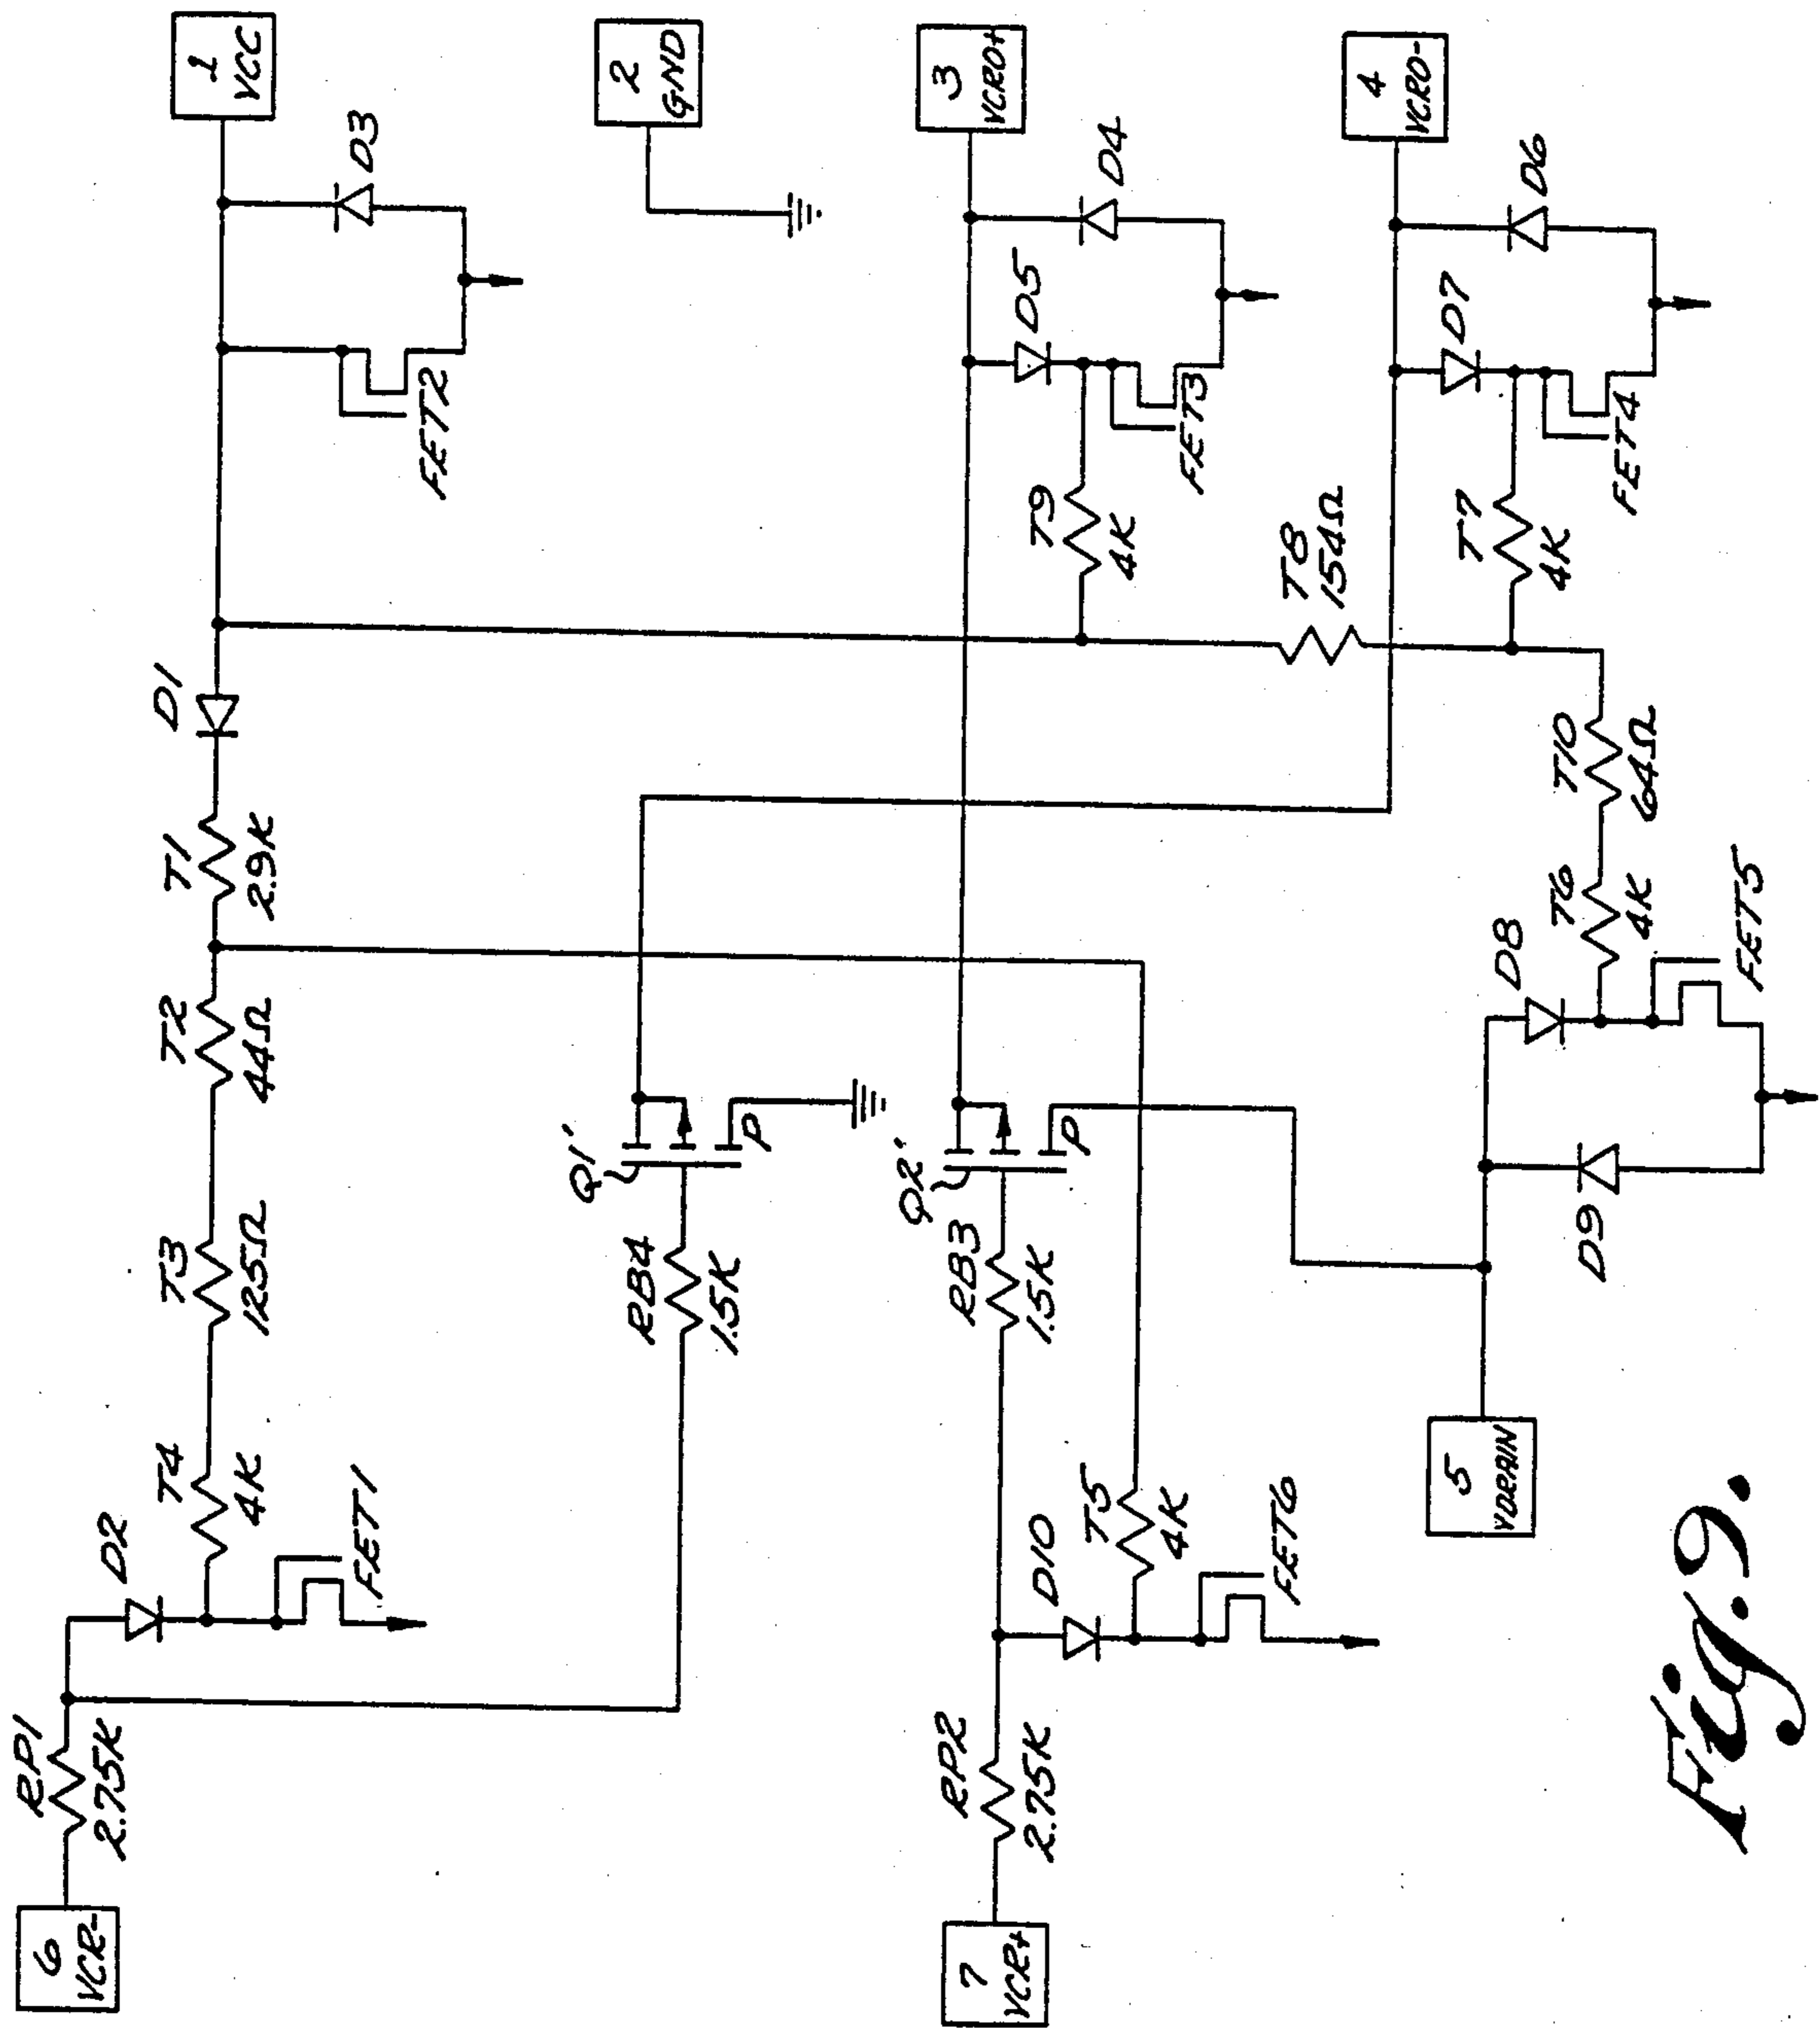 6
VCR-
RP1
2.75K
D2
T4
4K
FET1
T3
125Ω
T2
44Ω
T1
2.9K
D1
FET2
D3
1
VCC
2
GND
RB4
1.5K
Q1'
P
7
VCR+
RP2
2.75K
D10
T5
4K
FET6
RB3
1.5K
Q2'
P
T9
4K
D5
FET3
D4
3
VCRO+
T8
154Ω
T7
4K
D7
FET4
D6
4
VCRO-
5
VDRAIN
D9
D8
FET5
T6
4K
T10
64Ω
Fig. 9.